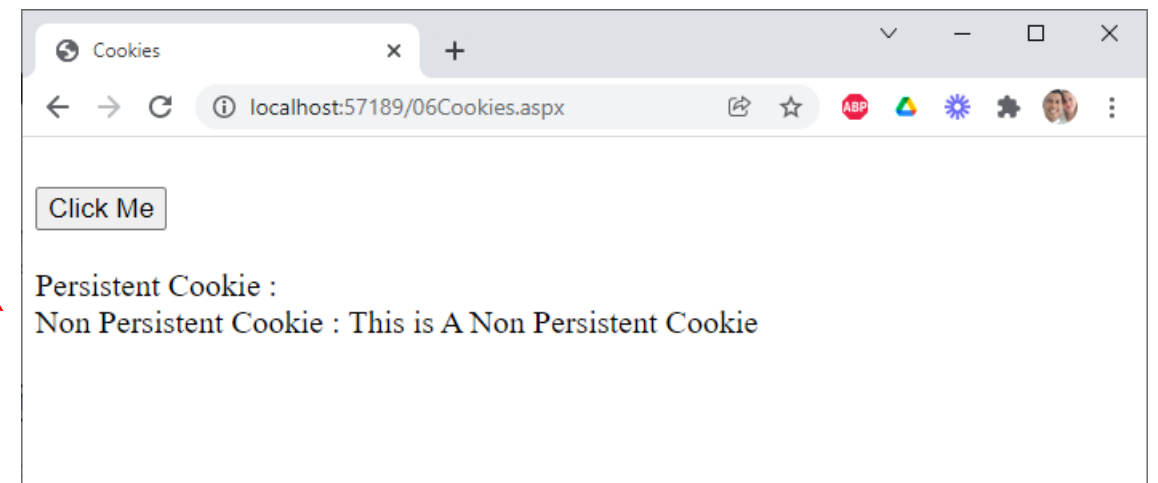 Cookies
localhost:57189/06Cookies.aspx
ABP
Click Me
Persistent Cookie :
Non Persistent Cookie : This is A Non Persistent Cookie